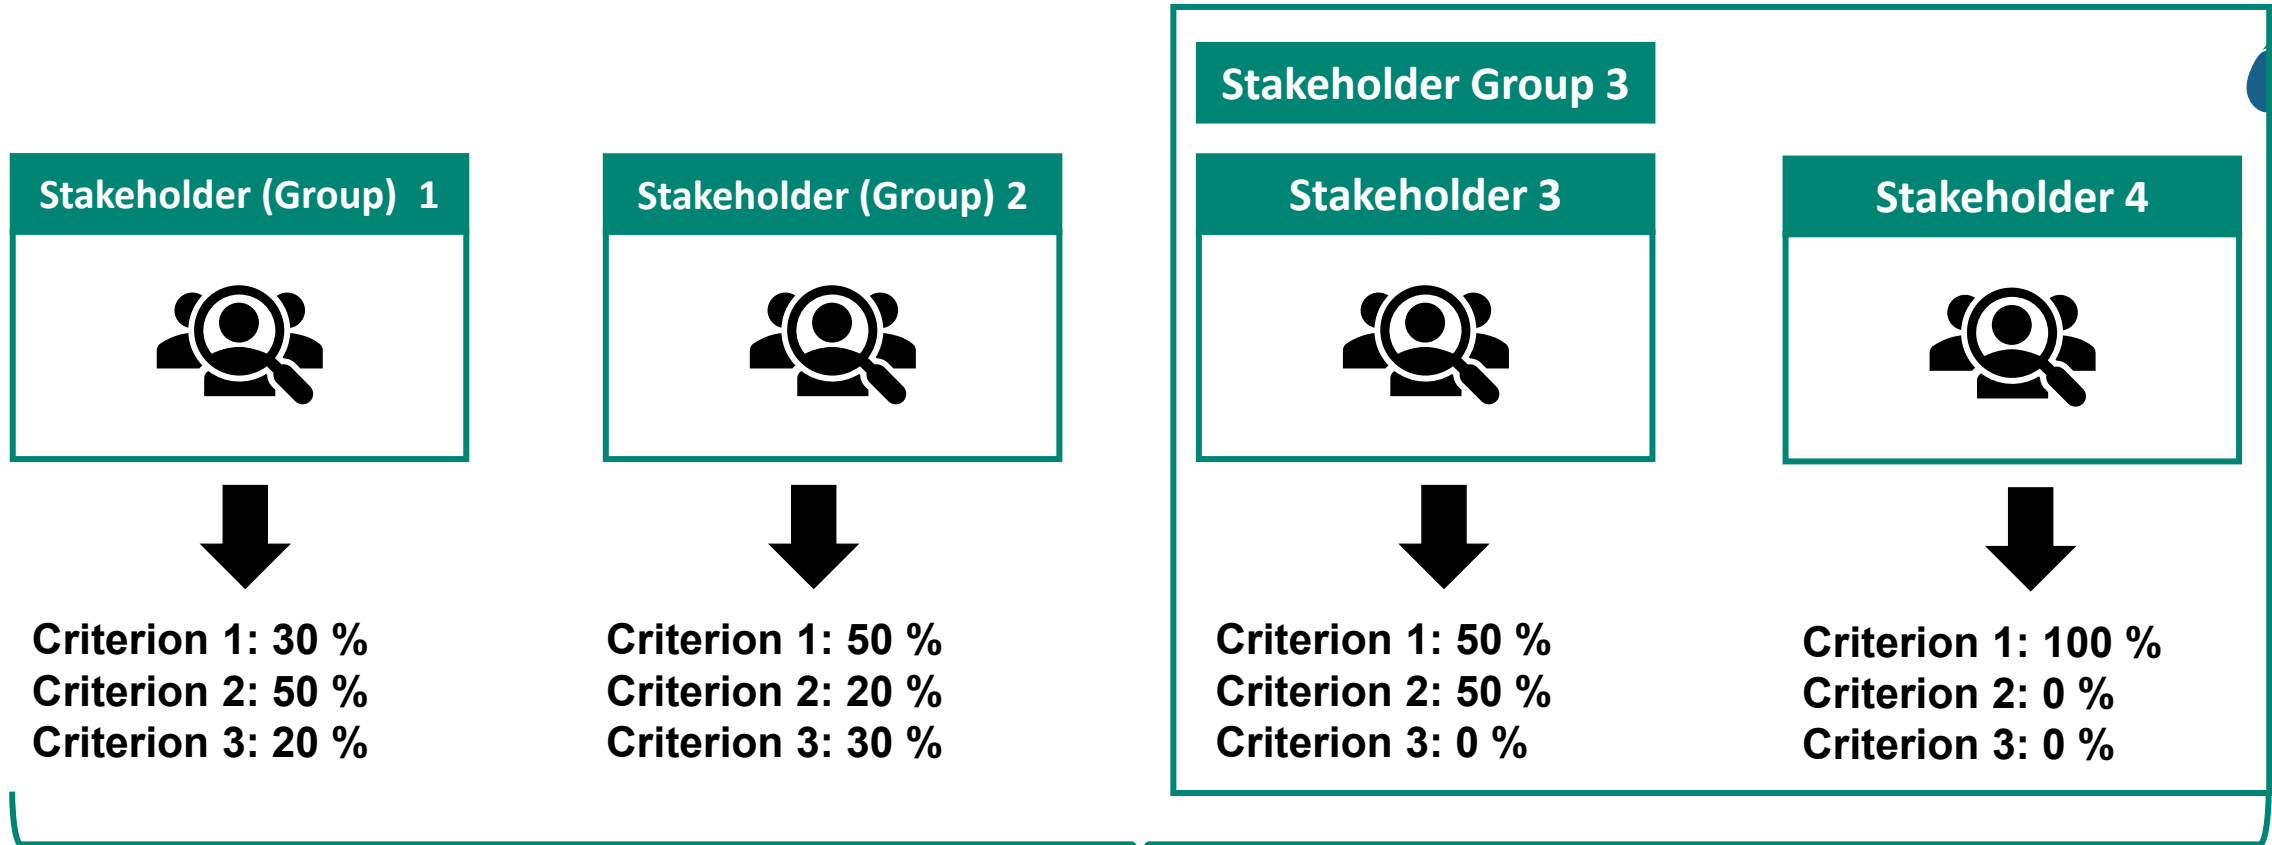 Stakeholder Group 3
Stakeholder (Group) 1
Stakeholder (Group) 2
Stakeholder 3
Stakeholder 4
Criterion 1: 30 %
Criterion 2: 50 %
Criterion 3: 20 %
Criterion 1: 50 %
Criterion 2: 20 %
Criterion 3: 30 %
Criterion 1: 50 %
Criterion 2: 50 %
Criterion 3: 0 %
Criterion 1: 100 %
Criterion 2: 0 %
Criterion 3: 0 %